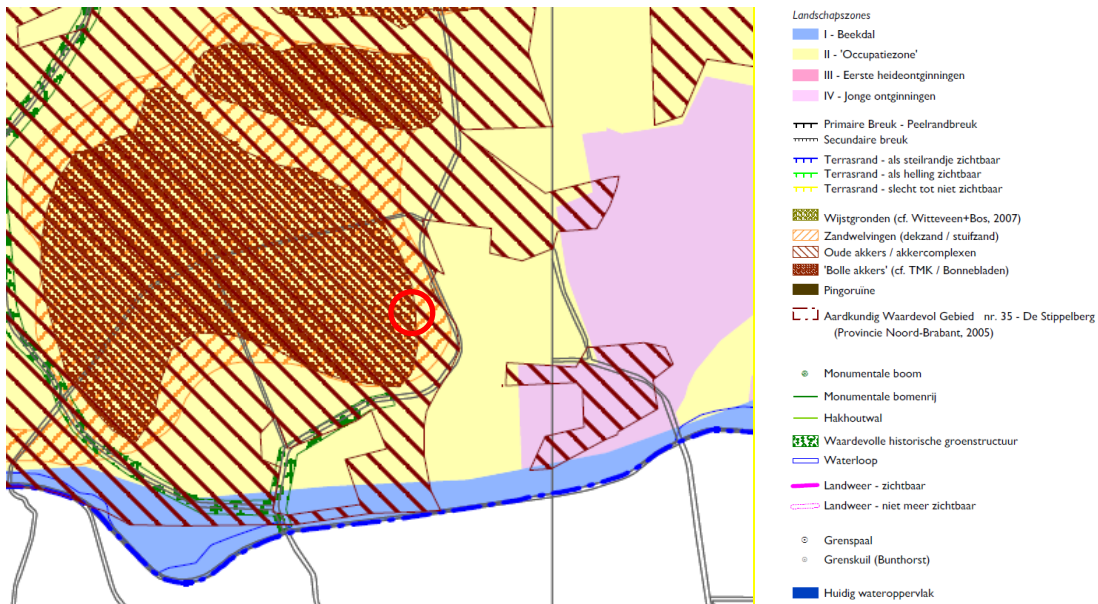 Landschapszones
I - Beekdal
II - 'Occupatiezone'
III - Eerste heideontginningen
IV - Jonge ontginningen
Primaire Breuk - Peelrandbreuk
Secundaire breuk
Terrasrand - als steilrandje zichtbaar
Terrasrand - als helling zichtbaar
Terrasrand - slecht tot niet zichtbaar
Wijstgronden (cf. Witteveen+Bos, 2007)
Zandwelvingen (dekzand / stuifzand)
Oude akkers / akkercomplexen
'Bolle akkers' (cf. TMK / Bonnebladen)
Pingoruïne
Aardkundig Waardevol Gebied nr. 35 - De Stippelberg
(Provincie Noord-Brabant, 2005)
Monumentale boom
Monumentale bomenrij
Hakhoutwal
Waardevolle historische groenstructuur
Waterloop
Landweer - zichtbaar
Landweer - niet meer zichtbaar
Grenspaal
Grenskuil (Bunthorst)
Huidig wateroppervlak